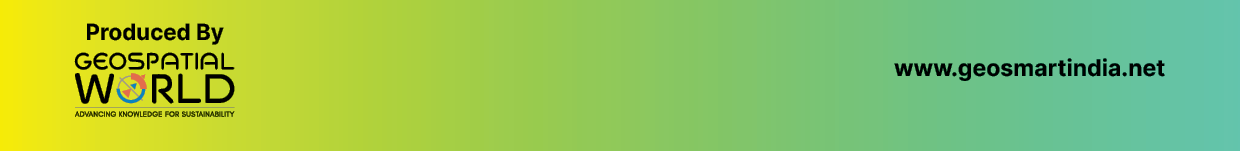 Produced By
GEOSPATIAL
WORLD
ADVANCING KNOWLEDGE FOR SUSTAINABILITY
www.geosmartindia.net